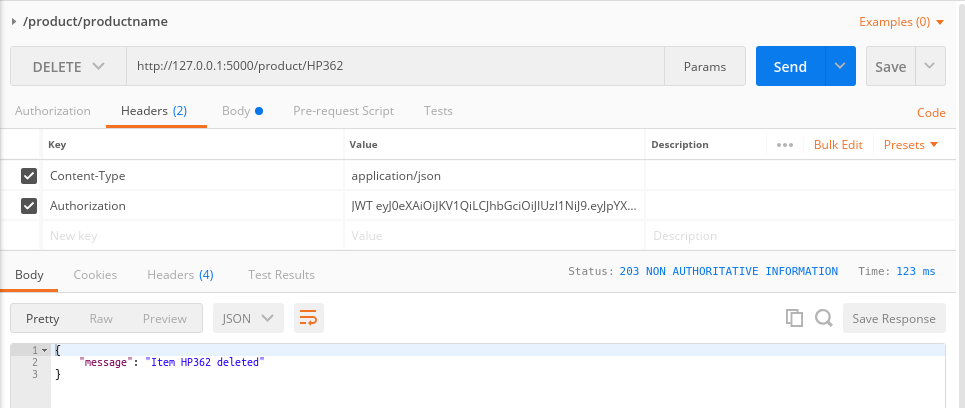 /product/productname Examples (0)
DELETE http://127.0.0.1:5000/product/HP362 Params Send Save
Authorization Headers (2) Body Pre-request Script Tests Code
Key Value Description ••• Bulk Edit Presets
Content-Type application/json
Authorization JWT eyJ0eXAiOiJKV1QiLCJhbGciOiJIUzI1NiJ9.eyJpYX...
New key Value Description
Body Cookies Headers (4) Test Results Status: 203 NON AUTHORITATIVE INFORMATION Time: 123 ms
Pretty Raw Preview JSON Save Response
1 {
2 "message": "Item HP362 deleted"
3 }